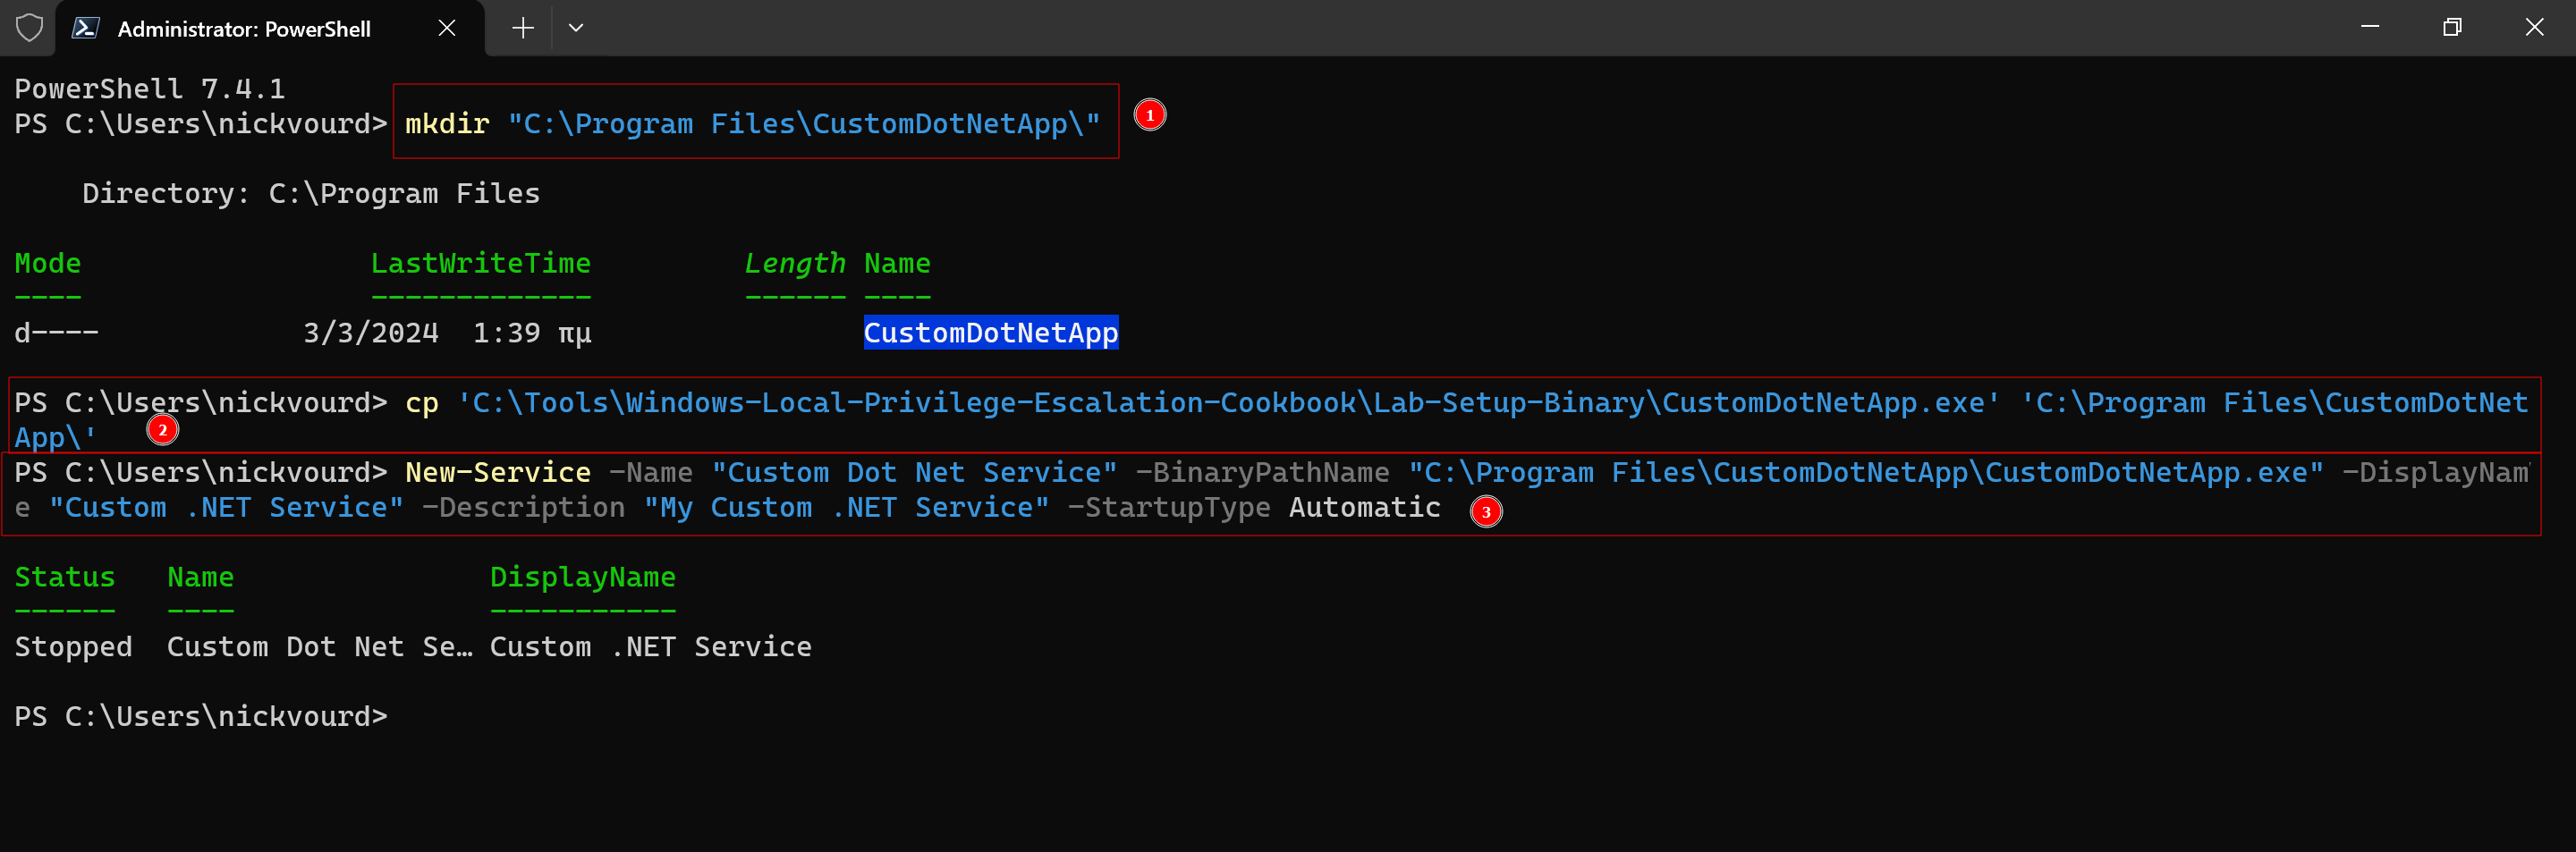 Administrator: PowerShell
PowerShell 7.4.1
PS C:\Users\nickvourd> mkdir "C:\Program Files\CustomDotNetApp\"
1
Directory: C:\Program Files
Mode LastWriteTime Length Name
---- ------------- ------ ----
d---- 3/3/2024 1:39 πμ CustomDotNetApp
PS C:\Users\nickvourd> cp 'C:\Tools\Windows-Local-Privilege-Escalation-Cookbook\Lab-Setup-Binary\CustomDotNetApp.exe' 'C:\Program Files\CustomDotNet
App\'
2
PS C:\Users\nickvourd> New-Service -Name "Custom Dot Net Service" -BinaryPathName "C:\Program Files\CustomDotNetApp\CustomDotNetApp.exe" -DisplayNam
e "Custom .NET Service" -Description "My Custom .NET Service" -StartupType Automatic
3
Status Name DisplayName
------ ---- -----------
Stopped Custom Dot Net Se… Custom .NET Service
PS C:\Users\nickvourd>